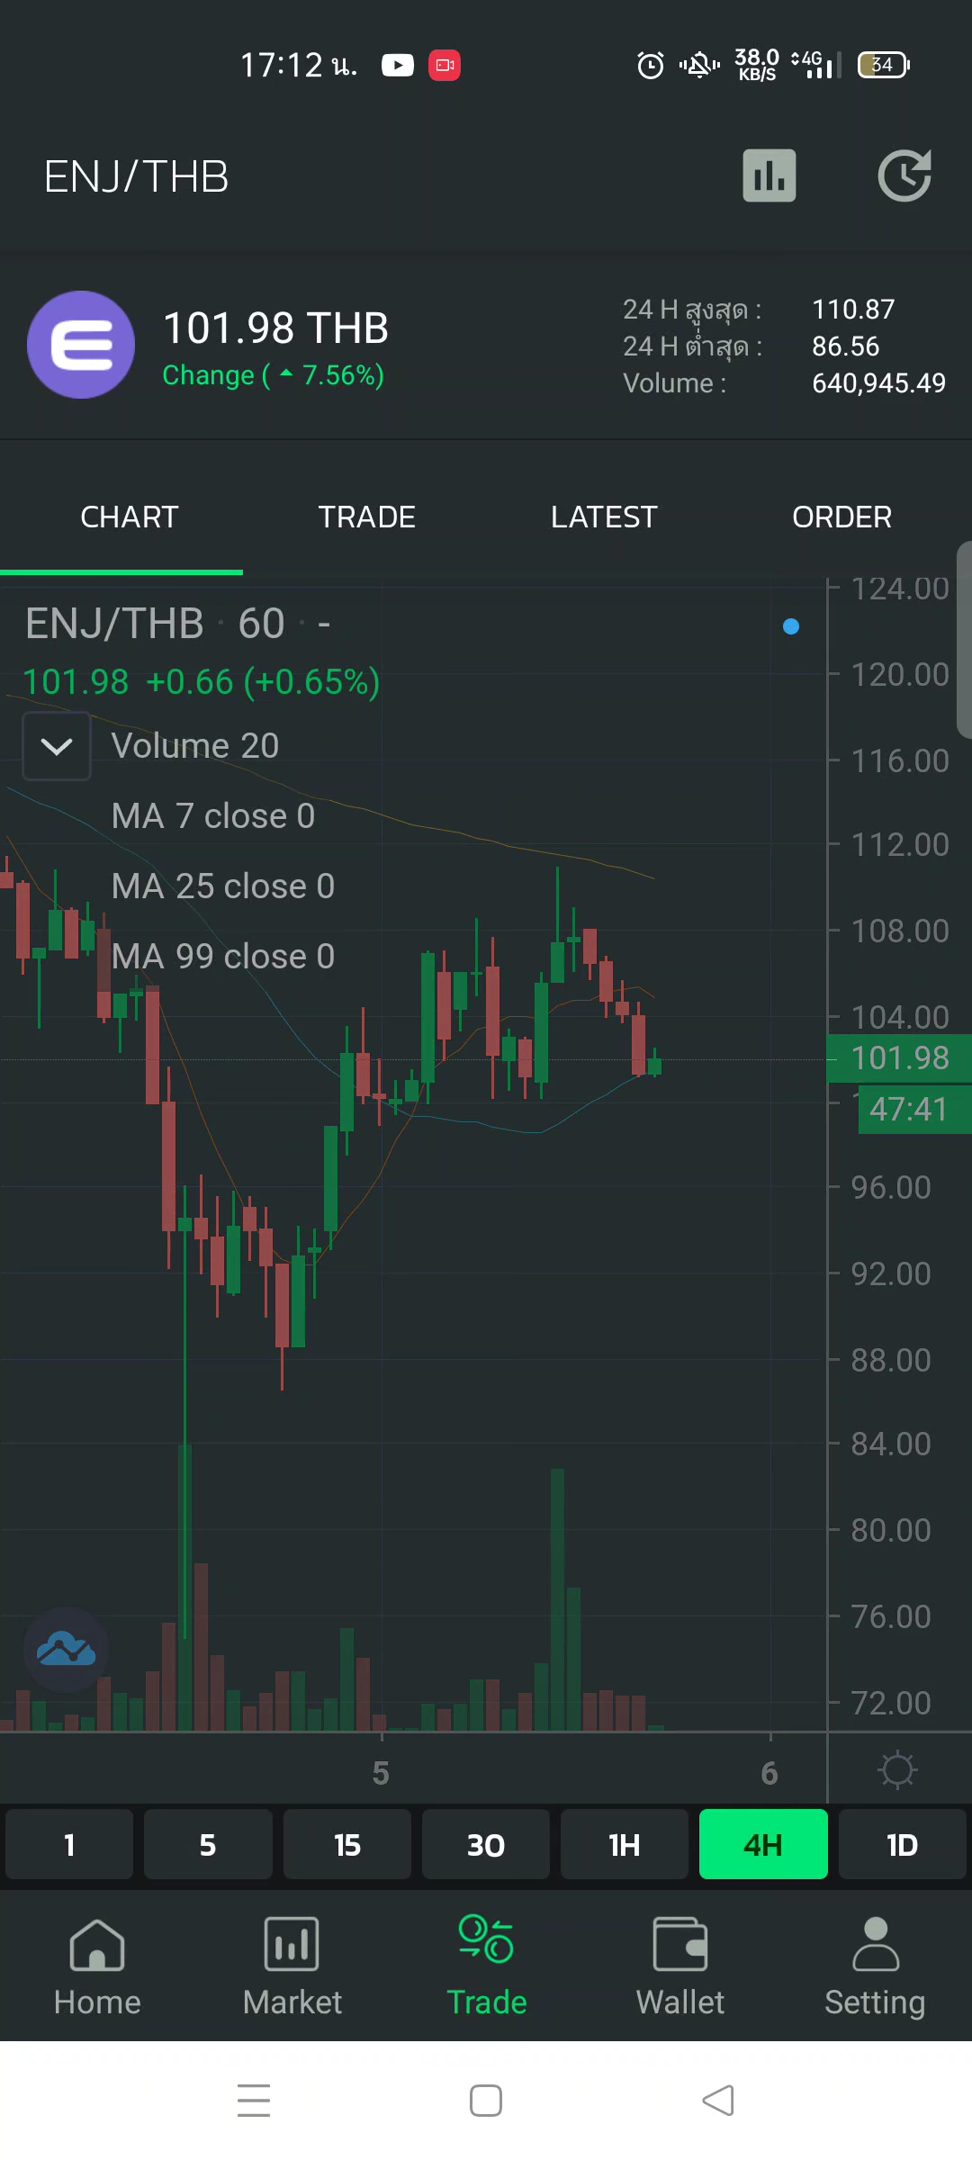 17:12 น. 38.0 KB/S 4G 34
ENJ/THB
101.98 THB
Change ( 7.56%)
24 H สูงสุด : 110.87
24 H ต่ำสุด : 86.56
Volume : 640,945.49
CHART TRADE LATEST ORDER
ENJ/THB · 60 · -
101.98 +0.66 (+0.65%)
Volume 20
MA 7 close 0
MA 25 close 0
MA 99 close 0
124.00
120.00
116.00
112.00
108.00
104.00
101.98
47:41
96.00
92.00
88.00
84.00
80.00
76.00
72.00
5 6
1 5 15 30 1H 4H 1D
Home Market Trade Wallet Setting